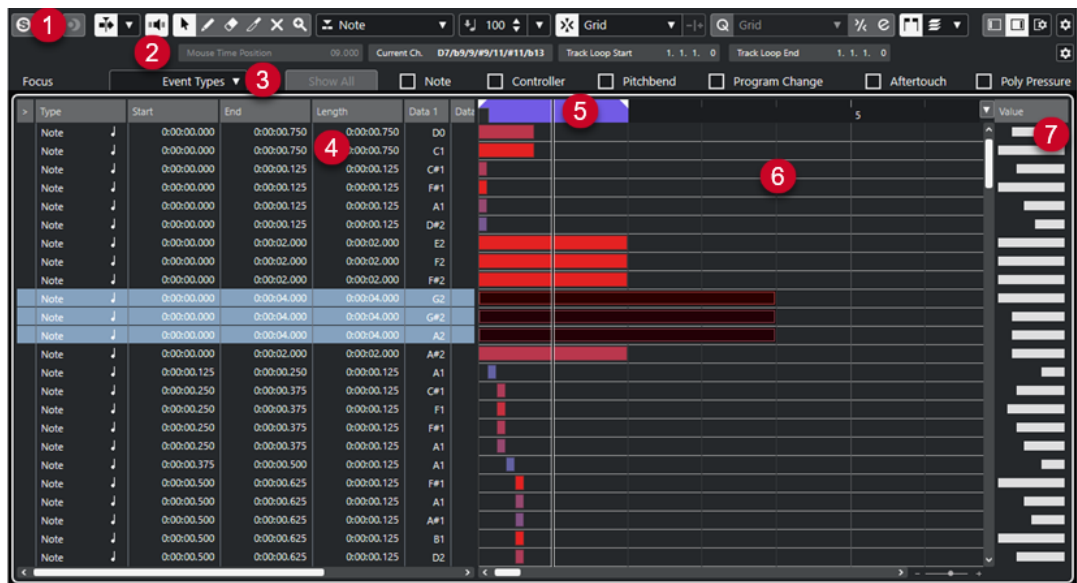 1
S
Note
100
Grid
Q
Grid
2
Mouse Time Position 09.000
Current Ch. D7/b9/9/#9/11/#11/b13
Track Loop Start 1. 1. 1. 0
Track Loop End 1. 1. 1. 0
Focus
Event Types
3
Show All
Note
Controller
Pitchbend
Program Change
Aftertouch
Poly Pressure
Type Start End Length Data 1 Data
5
5
Value
7
Note 0:00:00.000 0:00:00.750 0:00:00.750 D0
Note 0:00:00.000 0:00:00.750 0:00:00.750 C1
4
Note 0:00:00.000 0:00:00.125 0:00:00.125 C#1
6
Note 0:00:00.000 0:00:00.125 0:00:00.125 F#1
Note 0:00:00.000 0:00:00.125 0:00:00.125 A1
Note 0:00:00.000 0:00:00.125 0:00:00.125 D#2
Note 0:00:00.000 0:00:02.000 0:00:02.000 E2
Note 0:00:00.000 0:00:02.000 0:00:02.000 F2
Note 0:00:00.000 0:00:02.000 0:00:02.000 F#2
Note 0:00:00.000 0:00:04.000 0:00:04.000 G2
Note 0:00:00.000 0:00:04.000 0:00:04.000 G#2
Note 0:00:00.000 0:00:04.000 0:00:04.000 A2
Note 0:00:00.000 0:00:02.000 0:00:02.000 A#2
Note 0:00:00.125 0:00:00.250 0:00:00.125 A1
Note 0:00:00.250 0:00:00.375 0:00:00.125 C#1
Note 0:00:00.250 0:00:00.375 0:00:00.125 F1
Note 0:00:00.250 0:00:00.375 0:00:00.125 F#1
Note 0:00:00.250 0:00:00.375 0:00:00.125 A1
Note 0:00:00.375 0:00:00.500 0:00:00.125 A1
Note 0:00:00.500 0:00:00.625 0:00:00.125 F#1
Note 0:00:00.500 0:00:00.625 0:00:00.125 A1
Note 0:00:00.500 0:00:00.625 0:00:00.125 A#1
Note 0:00:00.500 0:00:00.625 0:00:00.125 B1
Note 0:00:00.500 0:00:00.625 0:00:00.125 D2